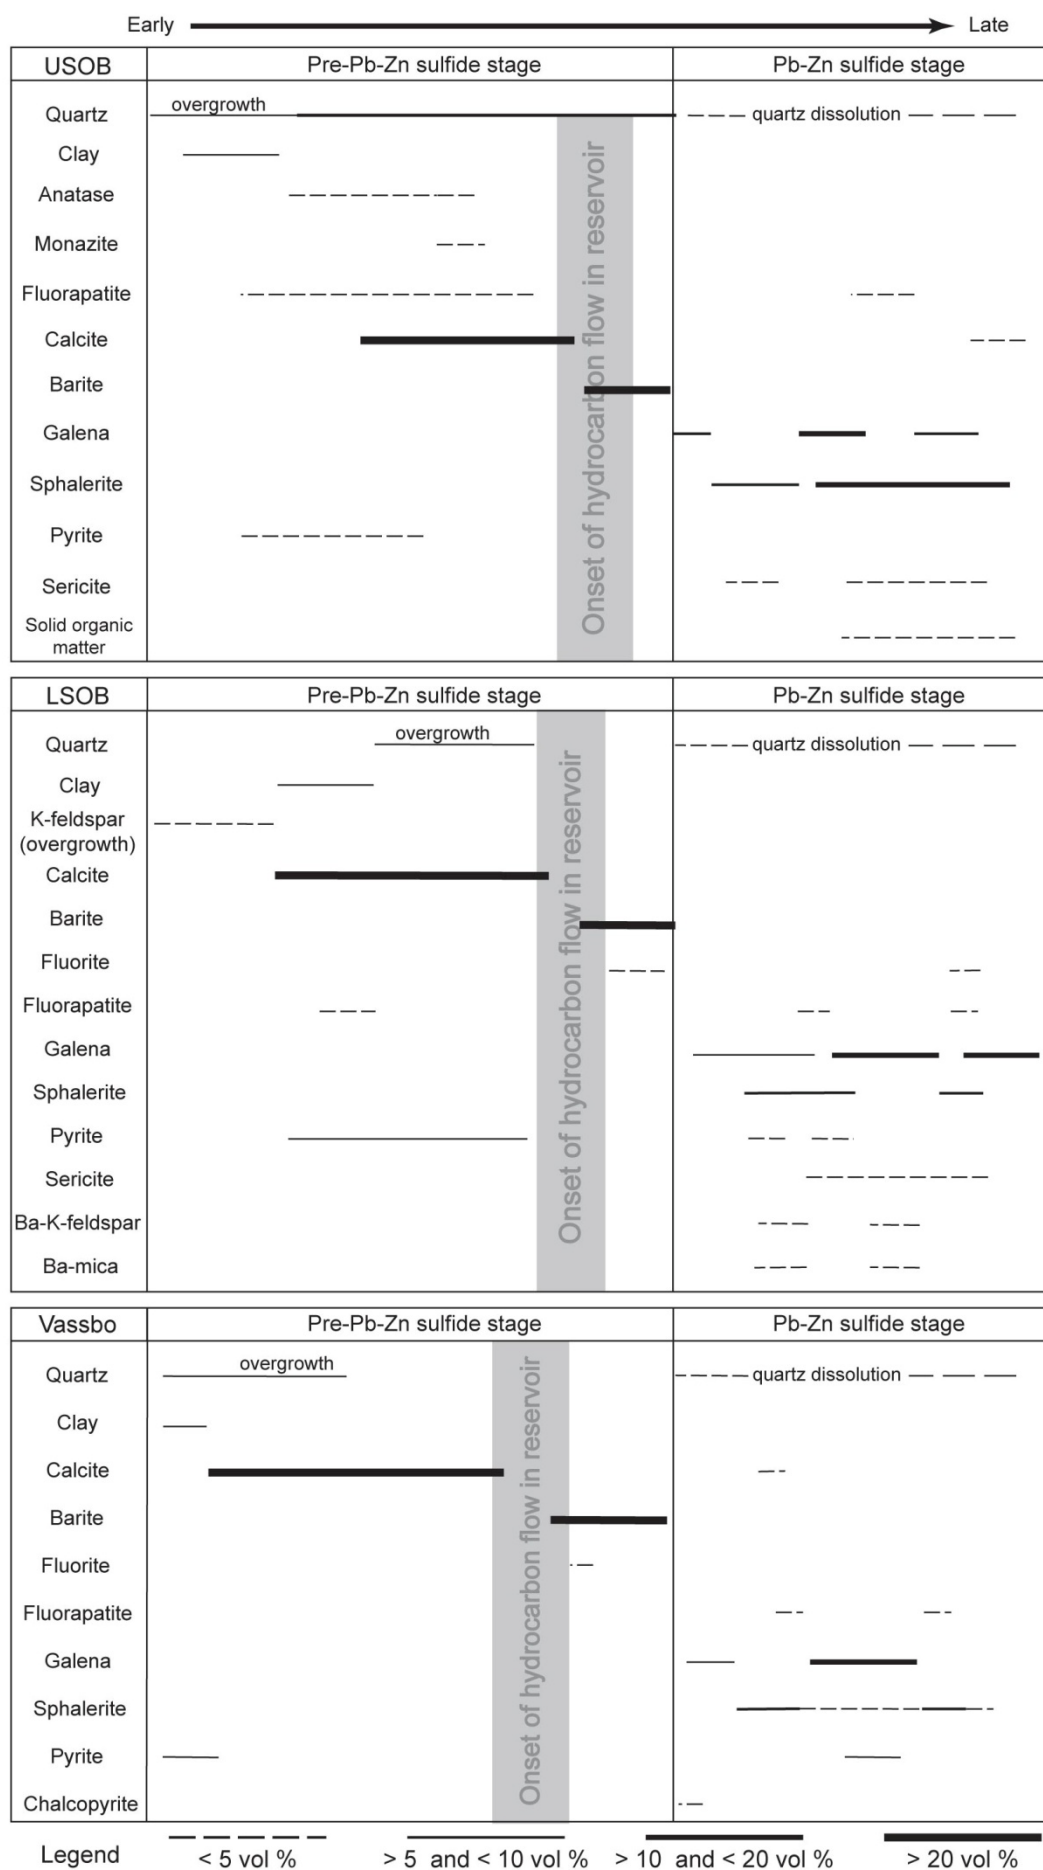 Early Late
USOB Pre-Pb-Zn sulfide stage Pb-Zn sulfide stage
Quartz overgrowth quartz dissolution
Clay
Anatase
Monazite
Fluorapatite
Calcite
Barite
Galena
Sphalerite
Pyrite
Sericite
Solid organic
matter
Onset of hydrocarbon flow in reservoir
LSOB Pre-Pb-Zn sulfide stage Pb-Zn sulfide stage
Quartz overgrowth quartz dissolution
Clay
K-feldspar
(overgrowth)
Calcite
Barite
Fluorite
Fluorapatite
Galena
Sphalerite
Pyrite
Sericite
Ba-K-feldspar
Ba-mica
Onset of hydrocarbon flow in reservoir
Vassbo Pre-Pb-Zn sulfide stage Pb-Zn sulfide stage
Quartz overgrowth quartz dissolution
Clay
Calcite
Barite
Fluorite
Fluorapatite
Galena
Sphalerite
Pyrite
Chalcopyrite
Onset of hydrocarbon flow in reservoir
Legend < 5 vol % > 5 and < 10 vol % > 10 and < 20 vol % > 20 vol %